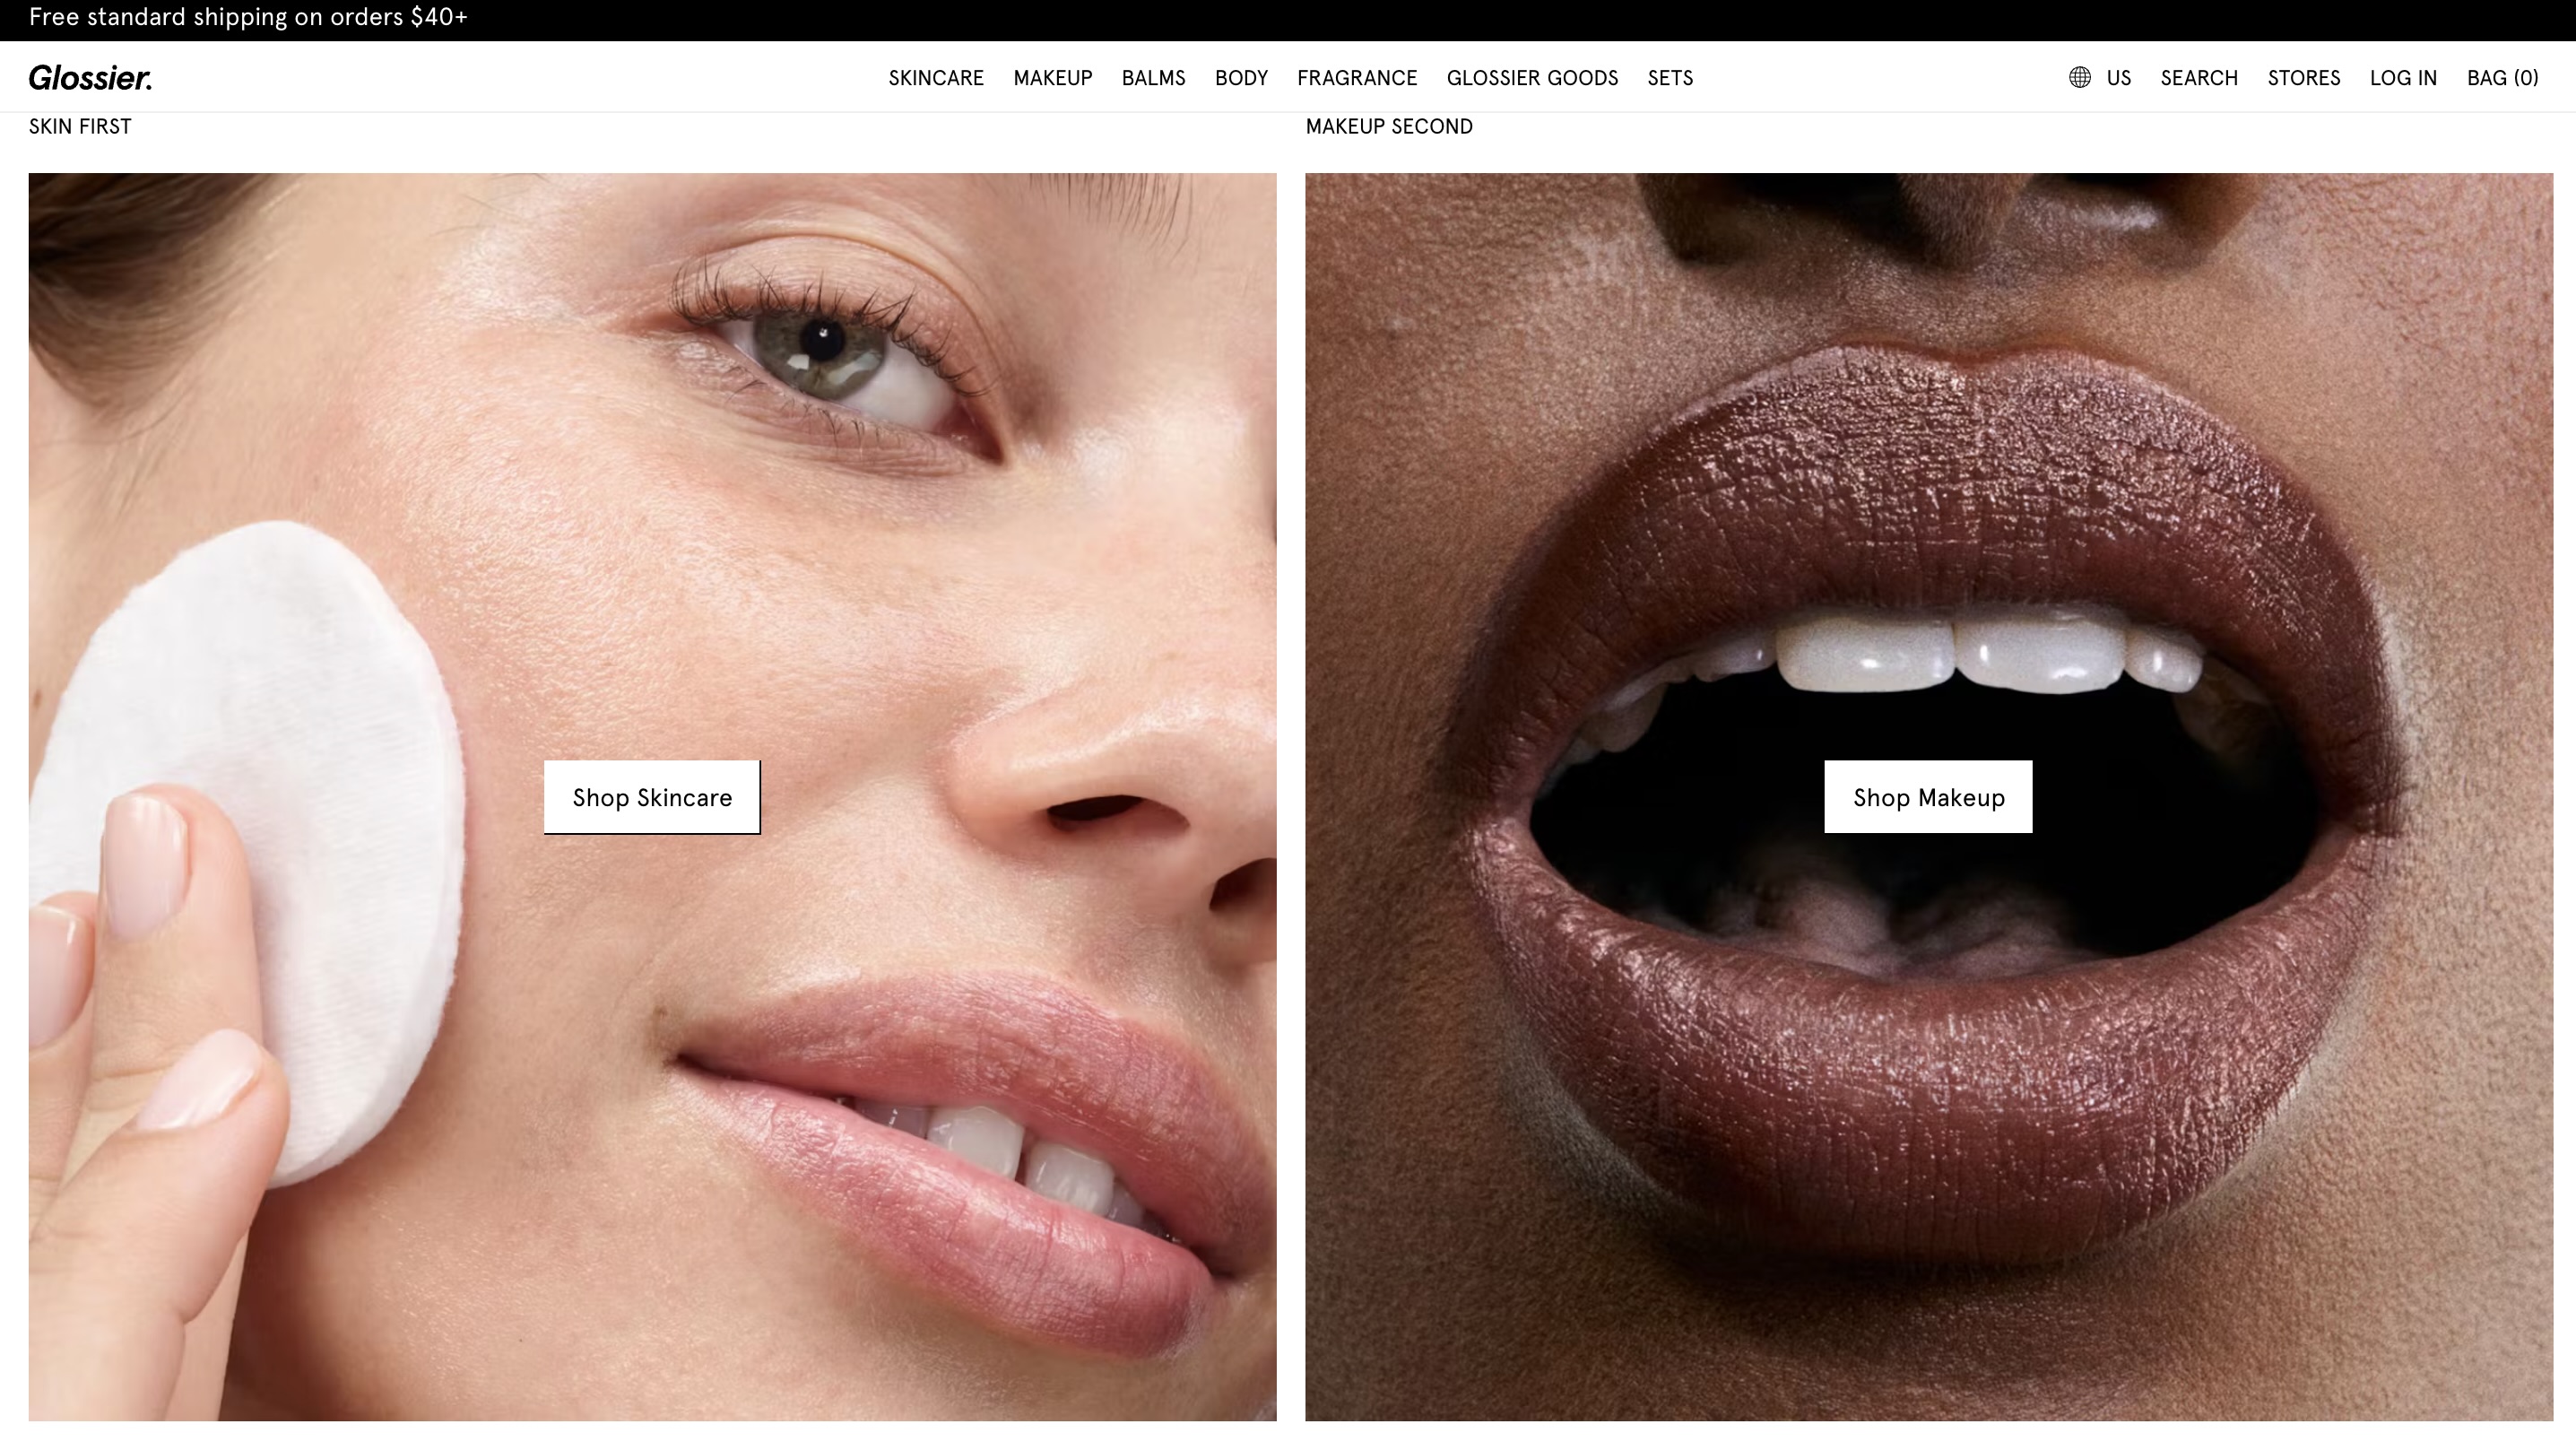 Free standard shipping on orders $40+
Glossier.
SKINCARE MAKEUP BALMS BODY FRAGRANCE GLOSSIER GOODS SETS
US SEARCH STORES LOG IN BAG (0)
SKIN FIRST
MAKEUP SECOND
Shop Skincare
Shop Makeup